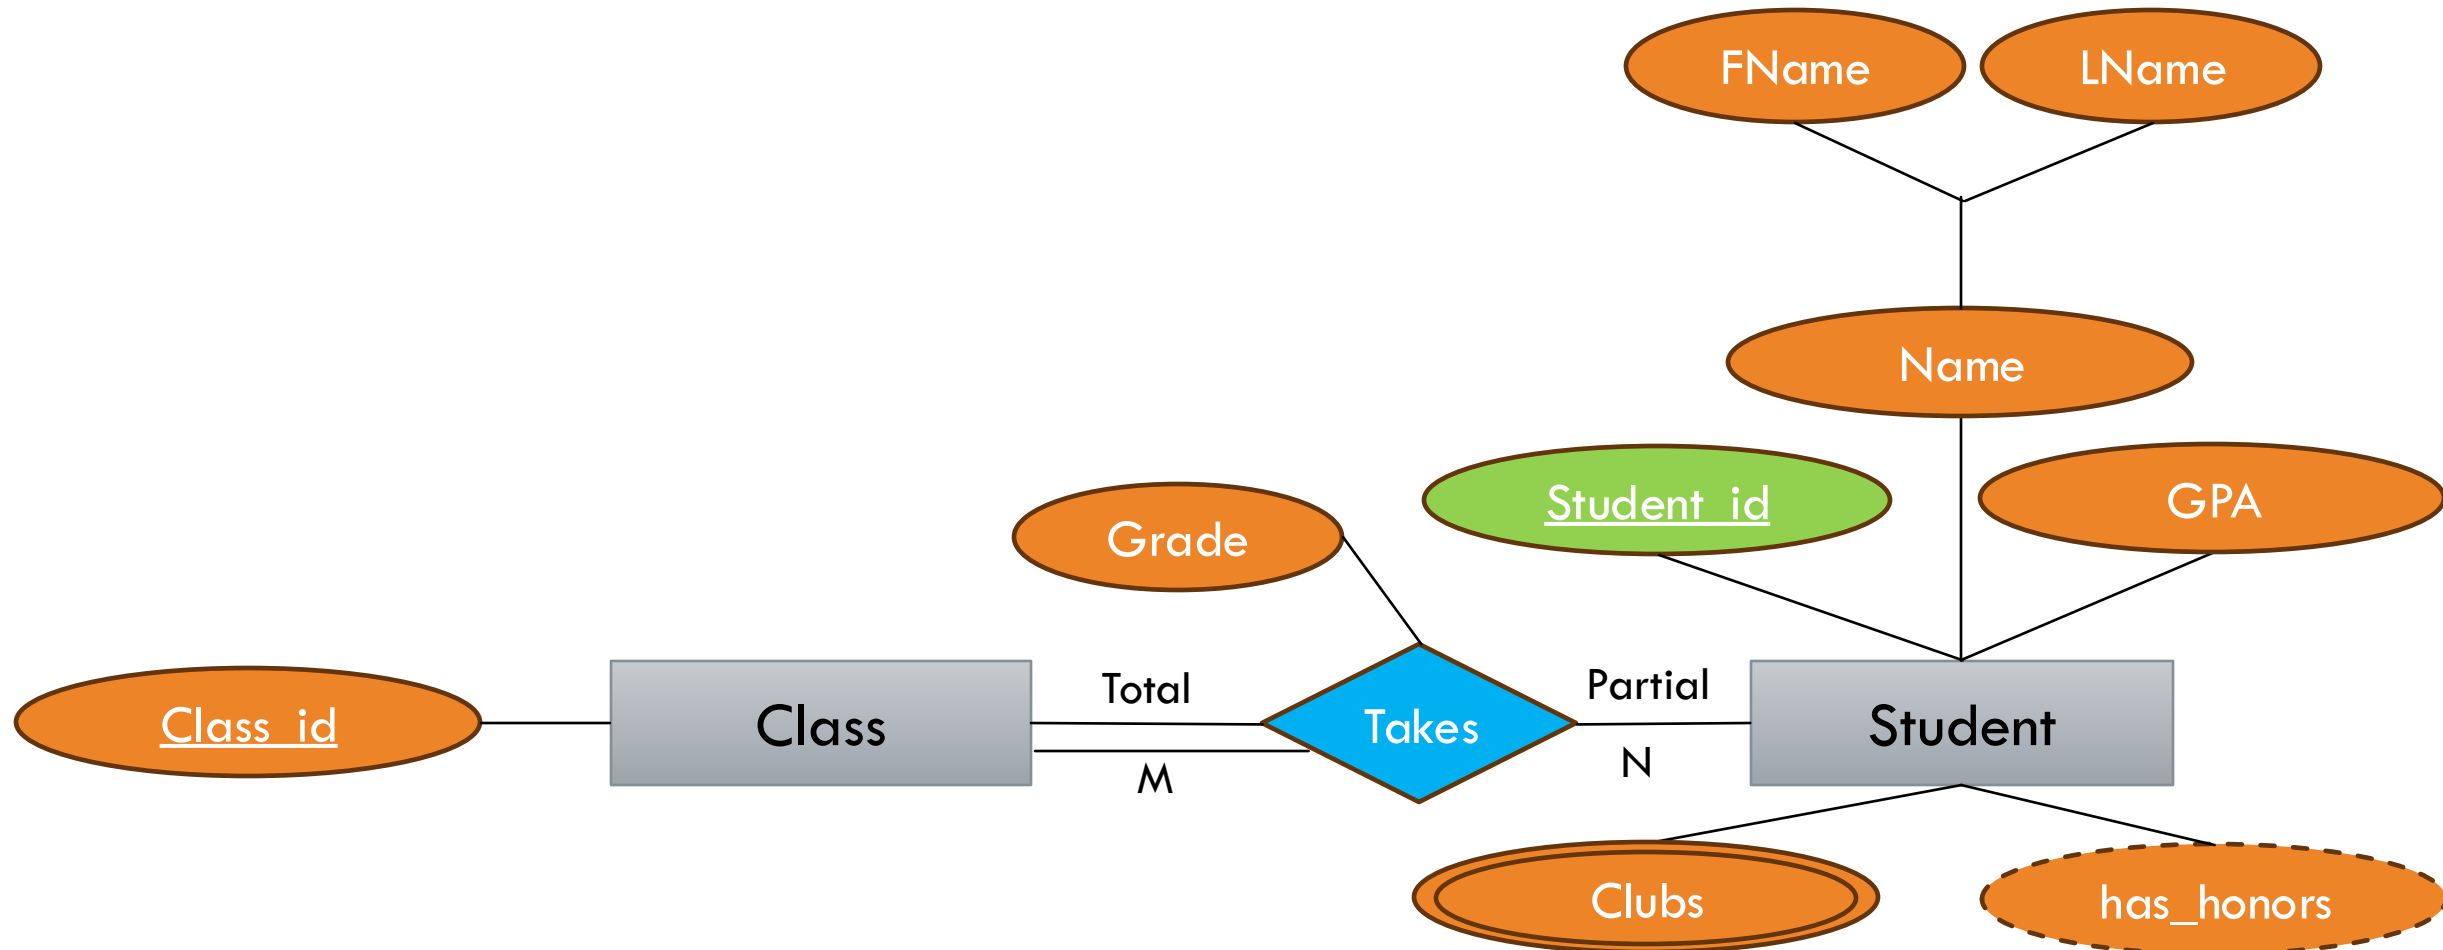 FName
LName
Name
Student_id
GPA
Grade
Total
Partial
Class_id
Class
Takes
Student
M
N
Clubs
has_honors